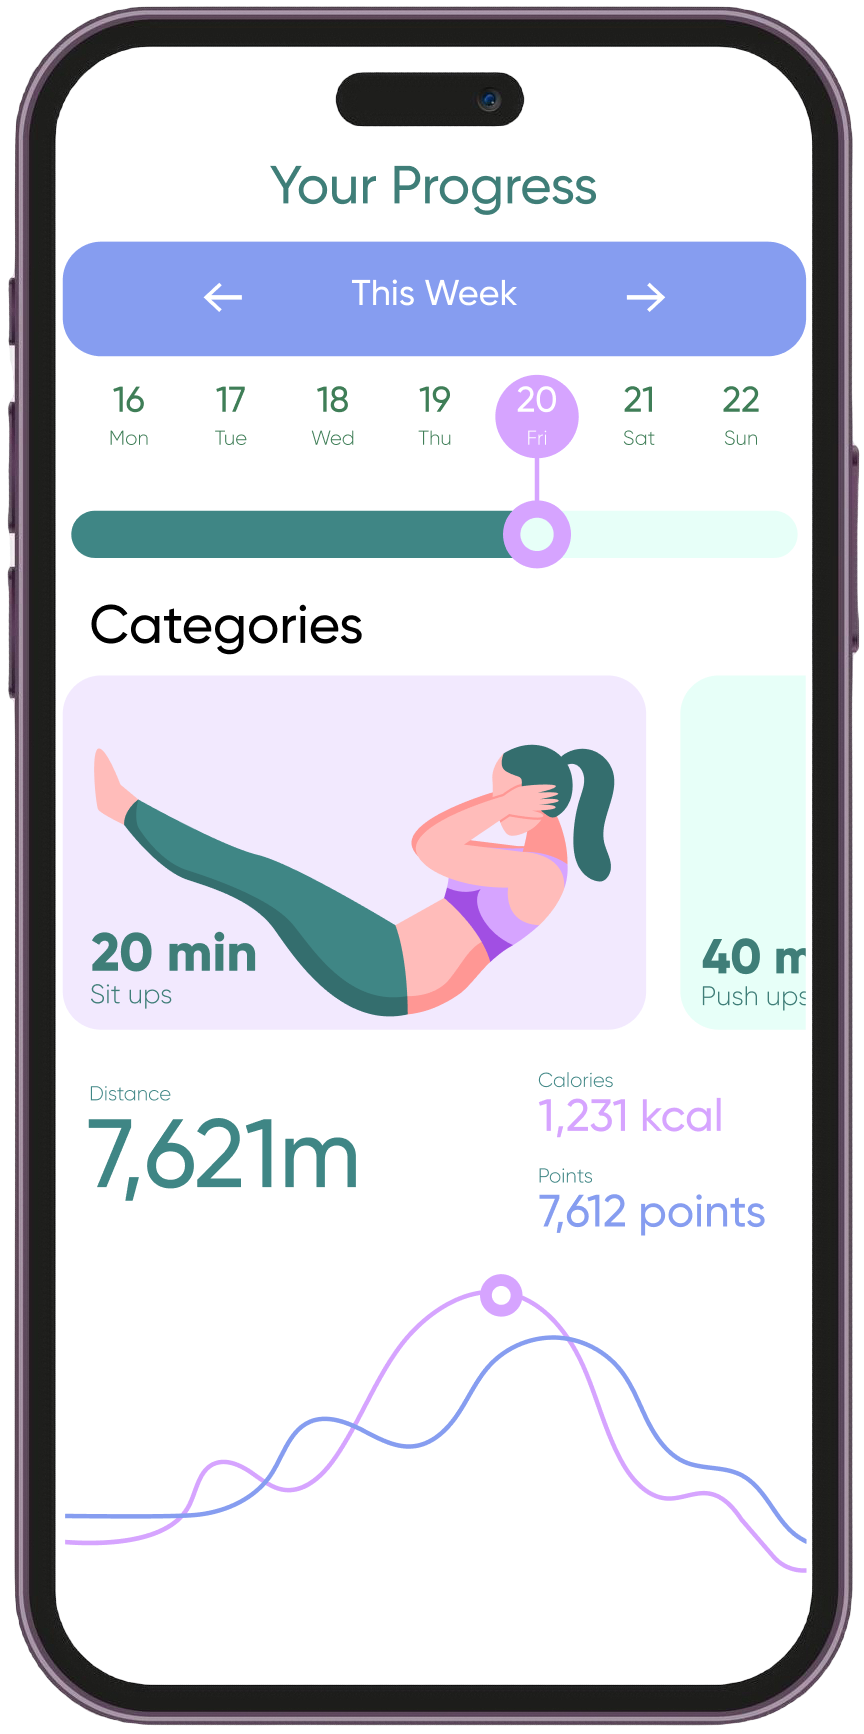 Your Progress
This Week
16 17 18 19 20 21 22
Mon Tue Wed Thu Fri Sat Sun
Categories
20 min
Sit ups
40 m
Push ups
Distance
7,621m
Calories
1,231 kcal
Points
7,612 points